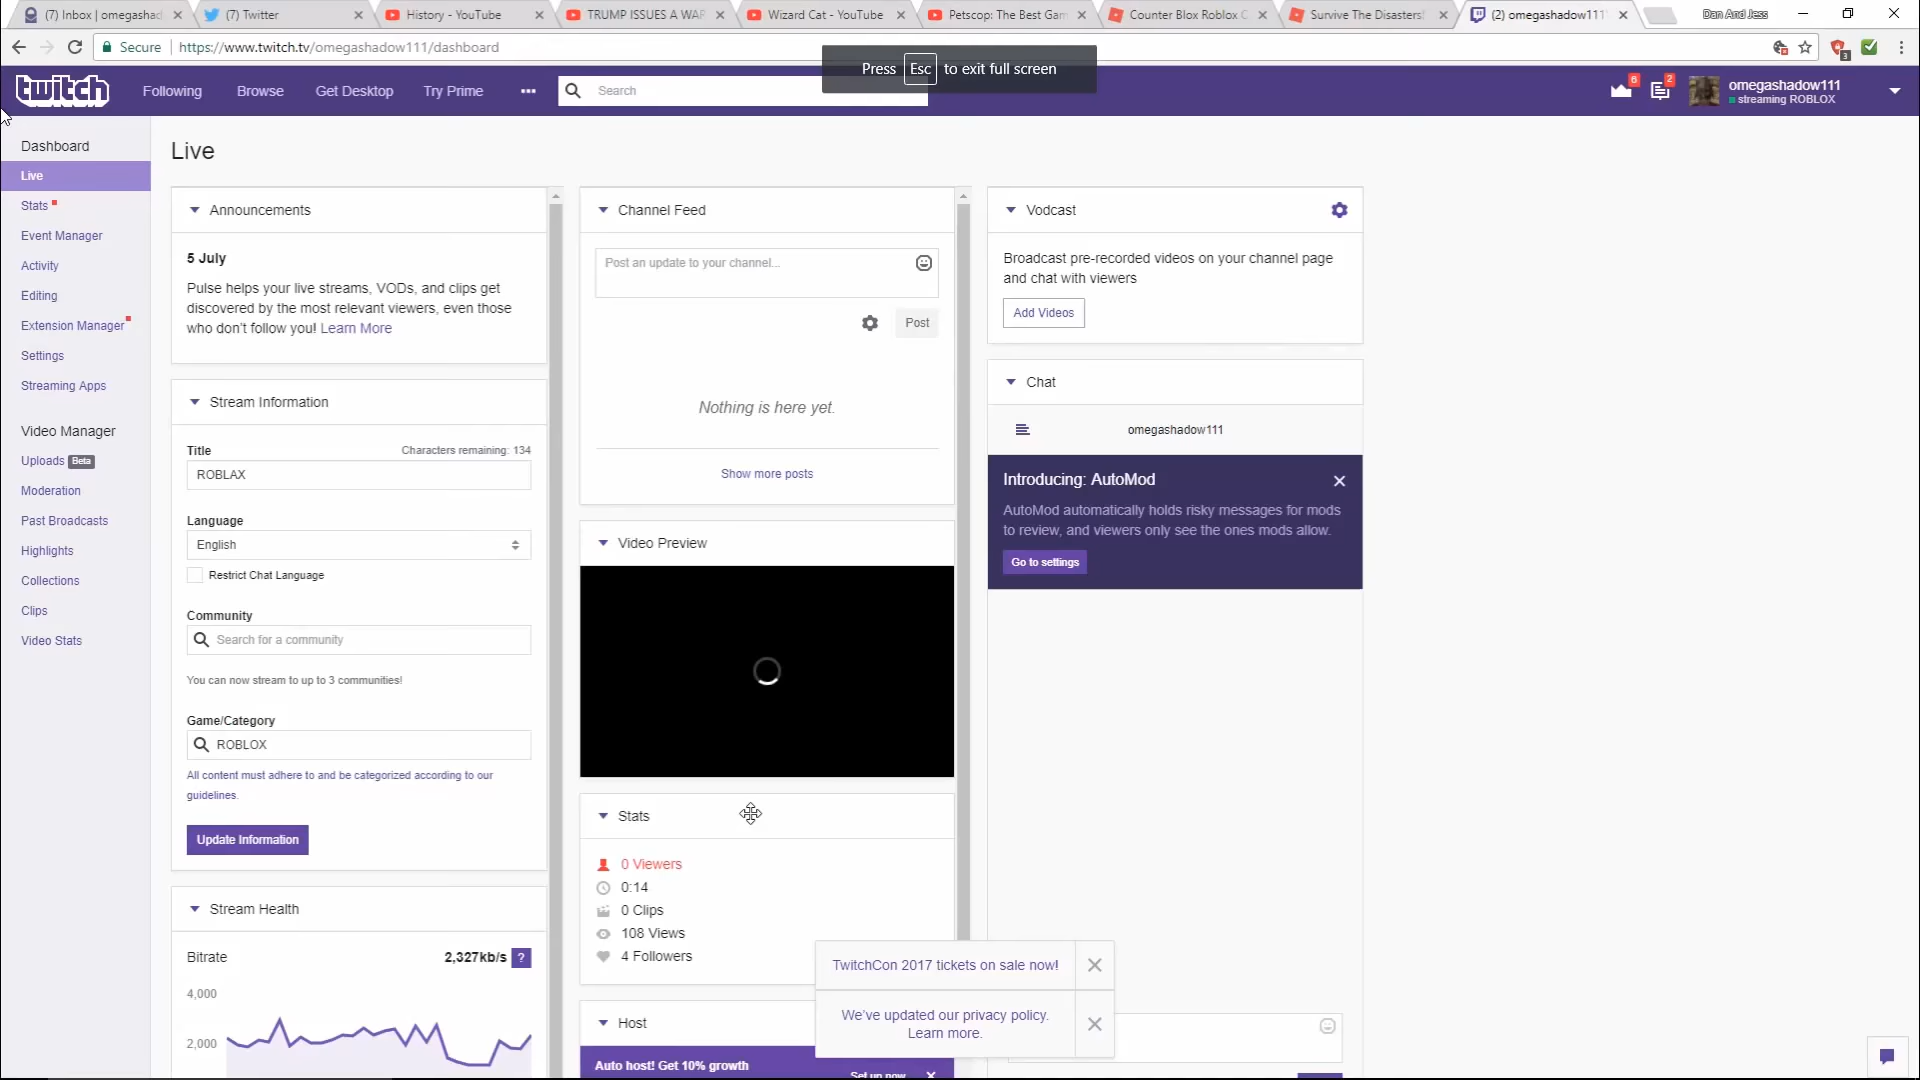 (7) Inbox | omegashad
(7) Twitter
History - YouTube
TRUMP ISSUES A WAR
Wizard Cat - YouTube
Petscop: The Best Gam
Counter Blox Roblox C
Survive The Disasters!
(2) omegashadow111
Dan And Jess
Secure
https://www.twitch.tv/omegashadow111/dashboard
3
Press Esc to exit full screen
twitch
Following
Browse
Get Desktop
Try Prime
Search
6
2
omegashadow111
streaming ROBLOX
Dashboard
Live
Stats
Event Manager
Activity
Editing
Extension Manager
Settings
Streaming Apps
Video Manager
Uploads Beta
Moderation
Past Broadcasts
Highlights
Collections
Clips
Video Stats
Live
Announcements
5 July
Pulse helps your live streams, VODs, and clips get
discovered by the most relevant viewers, even those
who don't follow you! Learn More
Stream Information
Title
Characters remaining: 134
ROBLAX
Language
English
Restrict Chat Language
Community
Search for a community
You can now stream to up to 3 communities!
Game/Category
ROBLOX
All content must adhere to and be categorized according to our
guidelines.
Update Information
Stream Health
Bitrate
2,327kb/s ?
4,000
2,000
Channel Feed
Post an update to your channel...
Post
Nothing is here yet.
Show more posts
Video Preview
Stats
0 Viewers
0:14
0 Clips
108 Views
4 Followers
Host
Auto host! Get 10% growth
Set up now
Vodcast
Broadcast pre-recorded videos on your channel page
and chat with viewers
Add Videos
Chat
omegashadow111
Introducing: AutoMod
AutoMod automatically holds risky messages for mods
to review, and viewers only see the ones mods allow.
Go to settings
TwitchCon 2017 tickets on sale now!
We've updated our privacy policy.
Learn more.